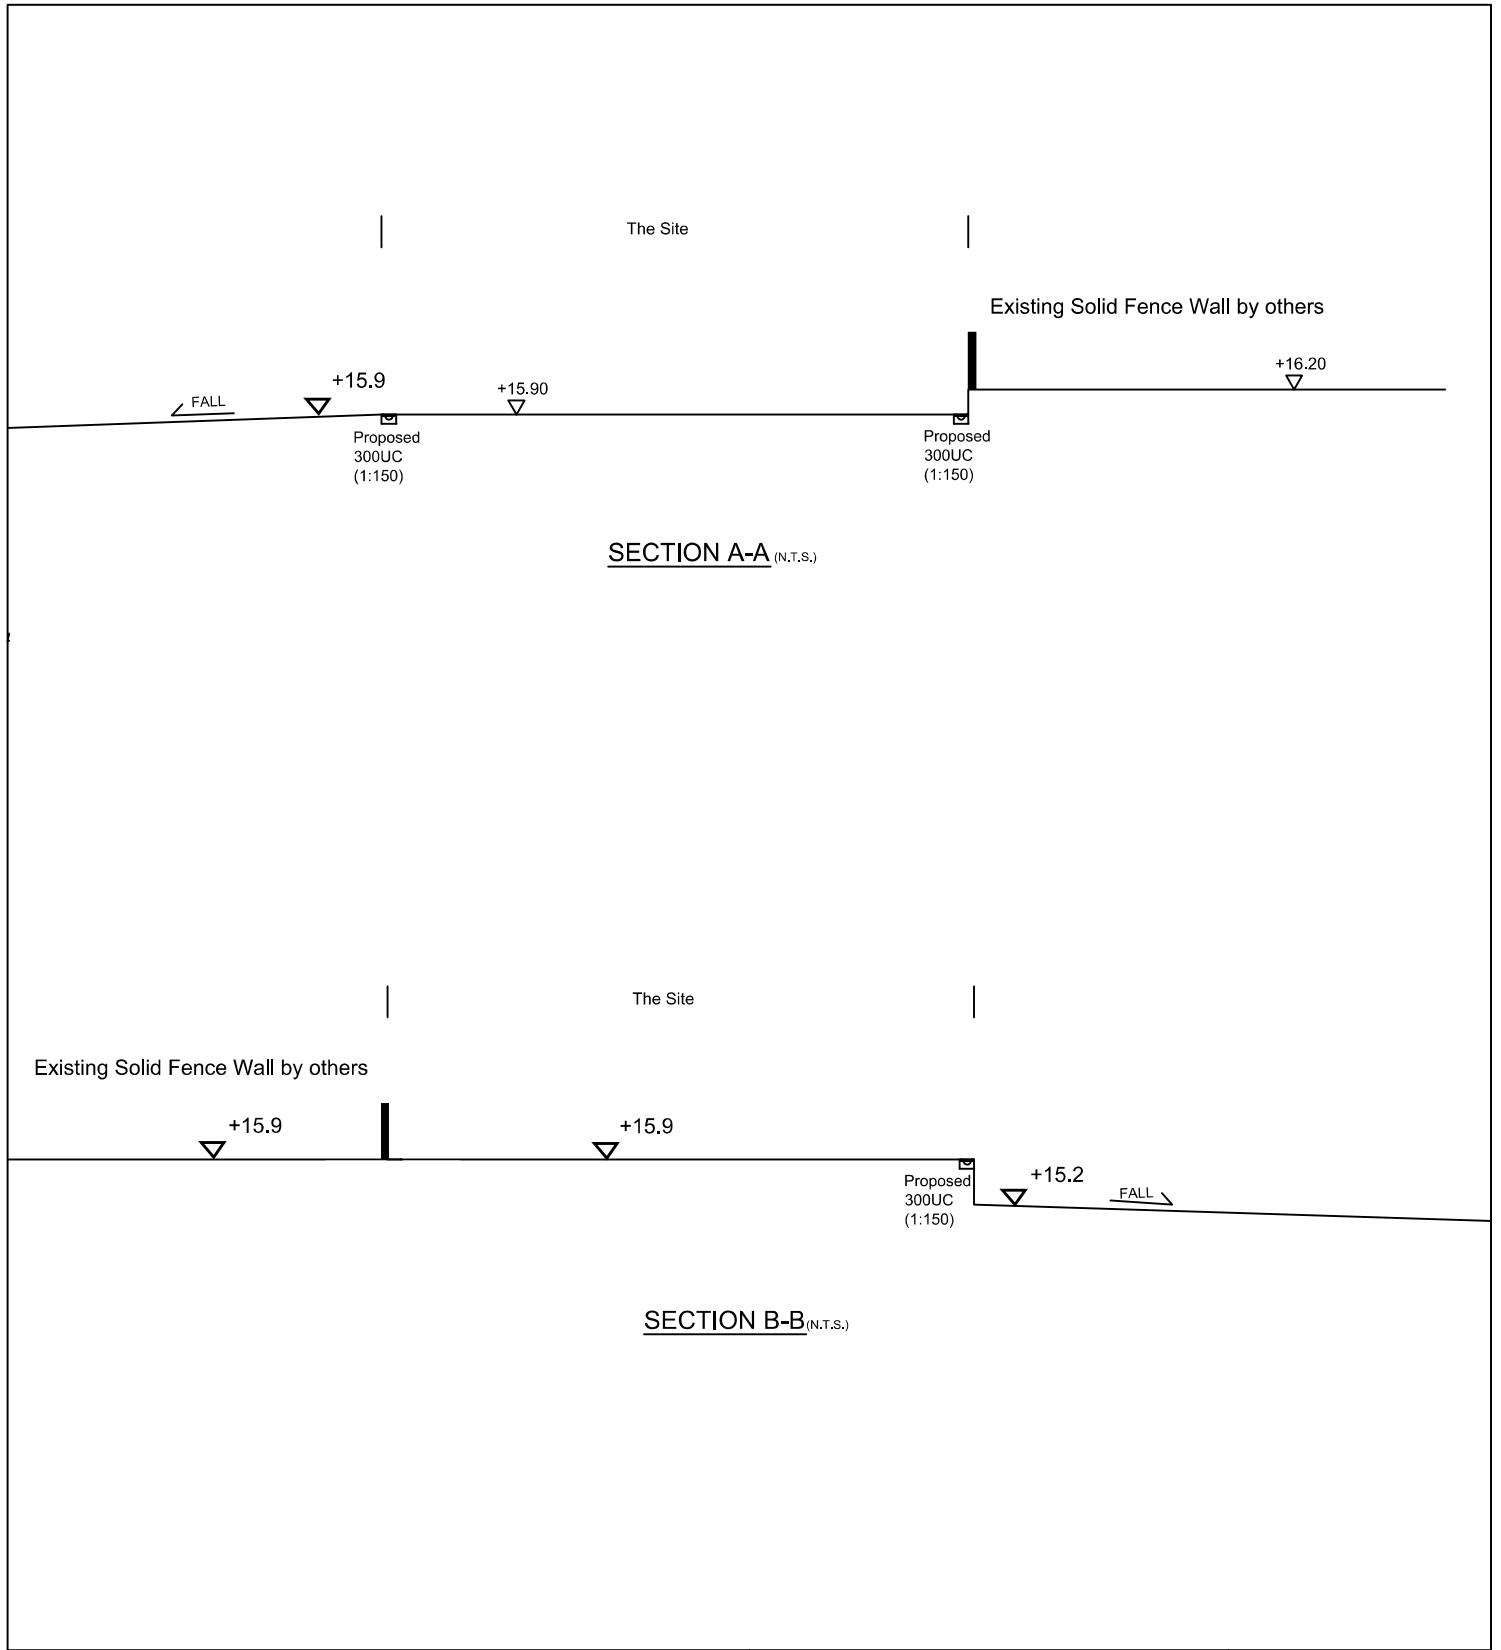 The Site
Existing Solid Fence Wall by others
+16.20
+15.9
+15.90
FALL
Proposed
300UC
(1:150)
Proposed
300UC
(1:150)
SECTION A-A (N.T.S.)
The Site
Existing Solid Fence Wall by others
+15.9
+15.9
+15.2
Proposed
300UC
(1:150)
FALL
SECTION B-B(N.T.S.)